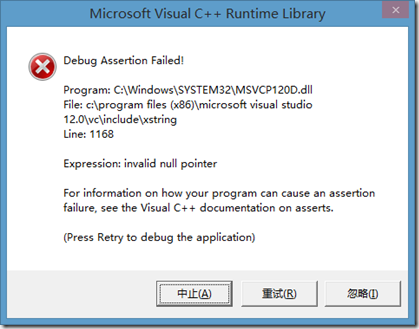 Microsoft Visual C++ Runtime Library
Debug Assertion Failed!
Program: C:\Windows\SYSTEM32\MSVCP120D.dll
File: c:\program files (x86)\microsoft visual studio
12.0\vc\include\xstring
Line: 1168
Expression: invalid null pointer
For information on how your program can cause an assertion
failure, see the Visual C++ documentation on asserts.
(Press Retry to debug the application)
中止(A) 重试(R) 忽略(I)